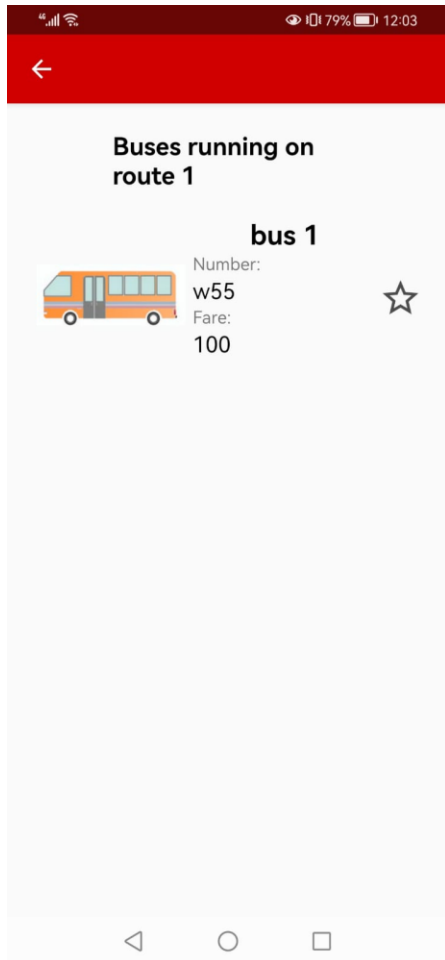 79% 12:03
Buses running on
route 1
bus 1
Number:
w55
Fare:
100